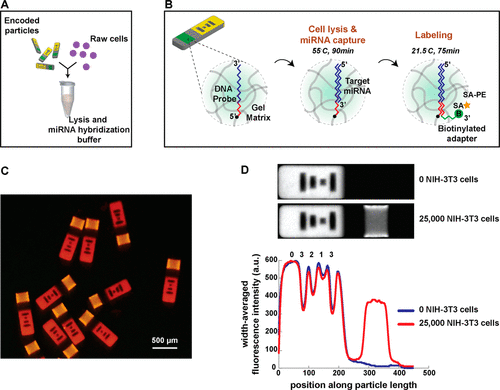 A
Encoded
particles
Raw cells
Lysis and
miRNA hybridization
buffer
B
Cell lysis &
miRNA capture
55 C, 90min
Labeling
21.5 C, 75min
3'
DNA
Probe
Gel
Matrix
5'
5'
Target
miRNA
3'
5'
SA-PE
SA
B
3'
Biotinylated
adapter
C
500 µm
D
0 NIH-3T3 cells
25,000 NIH-3T3 cells
width-averaged
fluorescence intensity (a.u.)
600
500
400
300
200
100
0
0 3 2 1 3
0 NIH-3T3 cells
25,000 NIH-3T3 cells
0 100 200 300 400 500
position along particle length